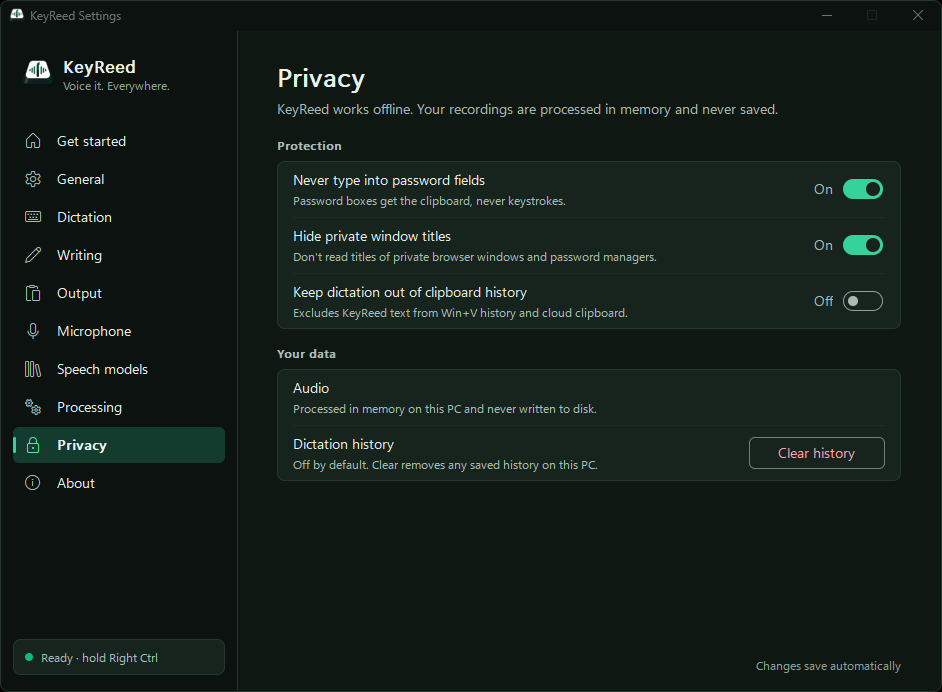 KeyReed Settings
KeyReed
Voice it. Everywhere.
Get started
General
Dictation
Writing
Output
Microphone
Speech models
Processing
Privacy
About
Ready · hold Right Ctrl
Privacy
KeyReed works offline. Your recordings are processed in memory and never saved.
Protection
Never type into password fields
On
Password boxes get the clipboard, never keystrokes.
Hide private window titles
On
Don't read titles of private browser windows and password managers.
Keep dictation out of clipboard history
Off
Excludes KeyReed text from Win+V history and cloud clipboard.
Your data
Audio
Processed in memory on this PC and never written to disk.
Dictation history
Off by default. Clear removes any saved history on this PC.
Clear history
Changes save automatically